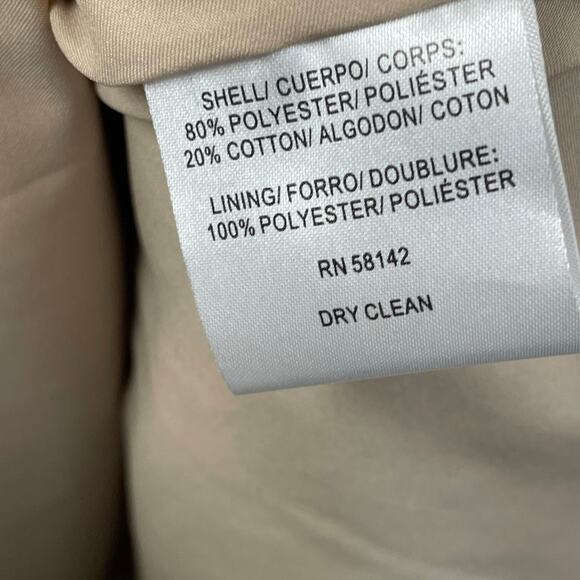 SHELL/ CUERPO/ CORPS:
80% POLYESTER/ POLIÉSTER
20% COTTON/ ALGODON/ COTON
LINING/ FORRO/ DOUBLURE:
100% POLYESTER/ POLIÉSTER
RN 58142
DRY CLEAN